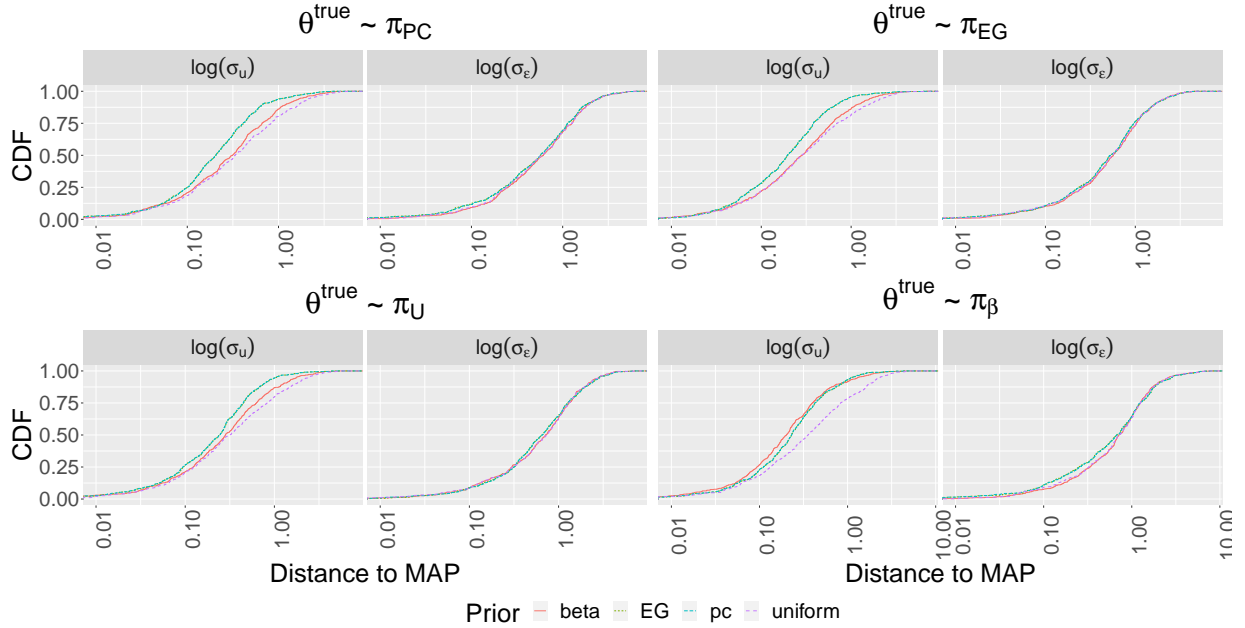 θ^true ~ π_PC
θ^true ~ π_EG
log(σ_u) log(σ_ε) log(σ_u) log(σ_ε)
CDF
1.00
0.75
0.50
0.25
0.00
0.01 0.10 1.00 0.01 0.10 1.00 0.01 0.10 1.00 0.01 0.10 1.00
θ^true ~ π_U
θ^true ~ π_β
log(σ_u) log(σ_ε) log(σ_u) log(σ_ε)
CDF
1.00
0.75
0.50
0.25
0.00
0.01 0.10 1.00 0.01 0.10 1.00 0.01 0.10 1.00 10.00 0.01 0.10 1.00 10.00
Distance to MAP Distance to MAP
Prior beta EG pc uniform